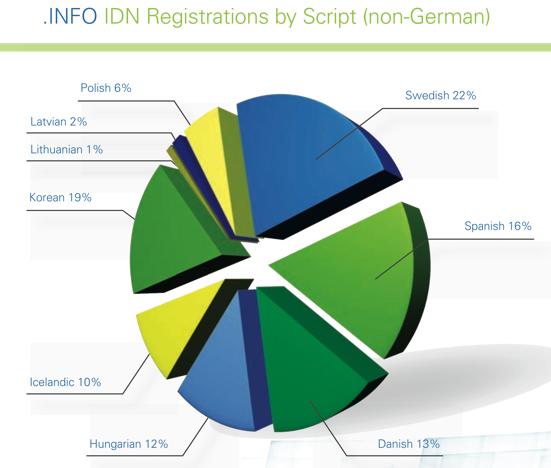 .INFO IDN Registrations by Script (non-German)
Polish 6%
Swedish 22%
Latvian 2%
Lithuanian 1%
Korean 19%
Spanish 16%
Icelandic 10%
Hungarian 12%
Danish 13%